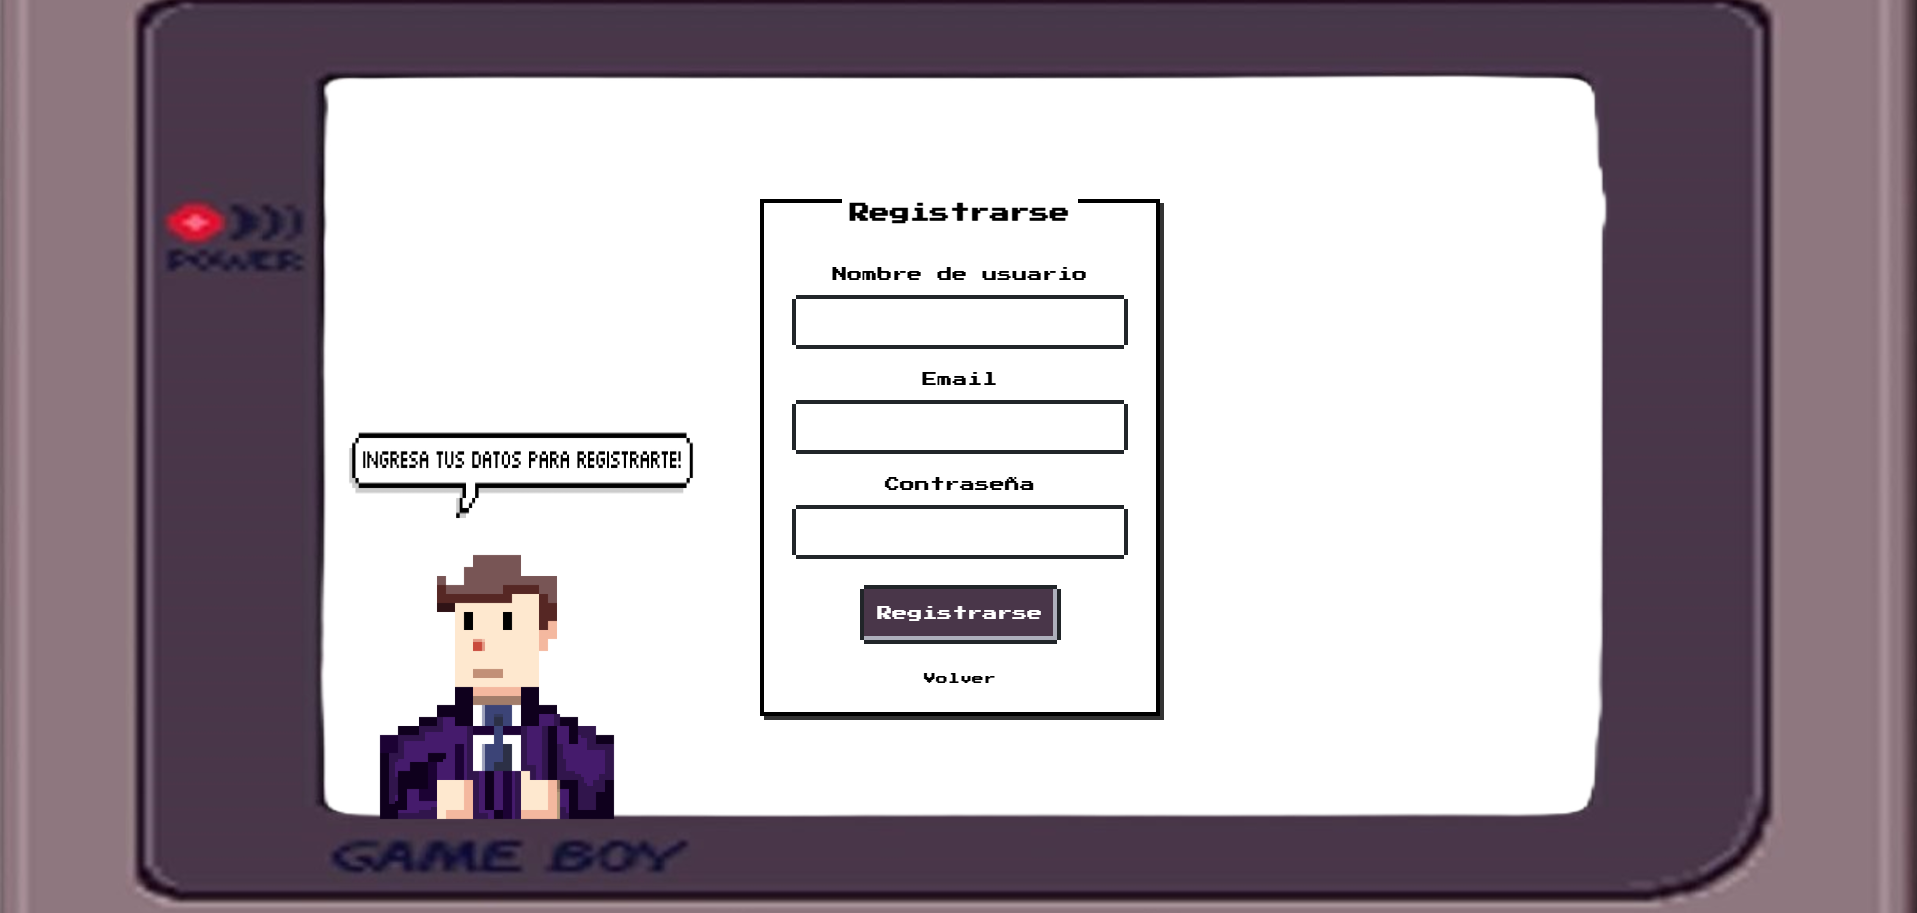 POWER
Registrarse
Nombre de usuario
Email
Contraseña
Registrarse
Volver
INGRESA TUS DATOS PARA REGISTRARTE!
GAME BOY